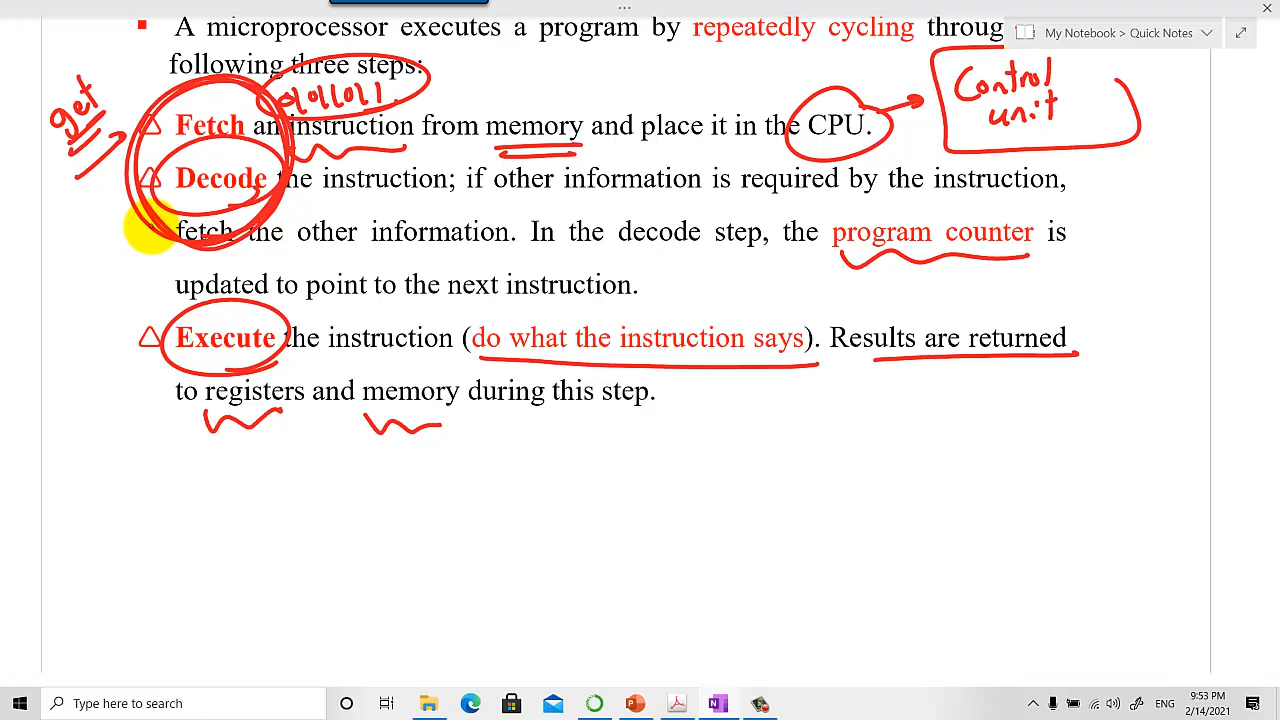 ...
My Notebook > Quick Notes
A microprocessor executes a program by repeatedly cycling throug
following three steps:
get
01011011
Control
unit
△ Fetch an instruction from memory and place it in the CPU.
△ Decode the instruction; if other information is required by the instruction,
fetch the other information. In the decode step, the program counter is
updated to point to the next instruction.
△ Execute the instruction (do what the instruction says). Results are returned
to registers and memory during this step.
Type here to search
ENG
9:53 PM
2/14/2021